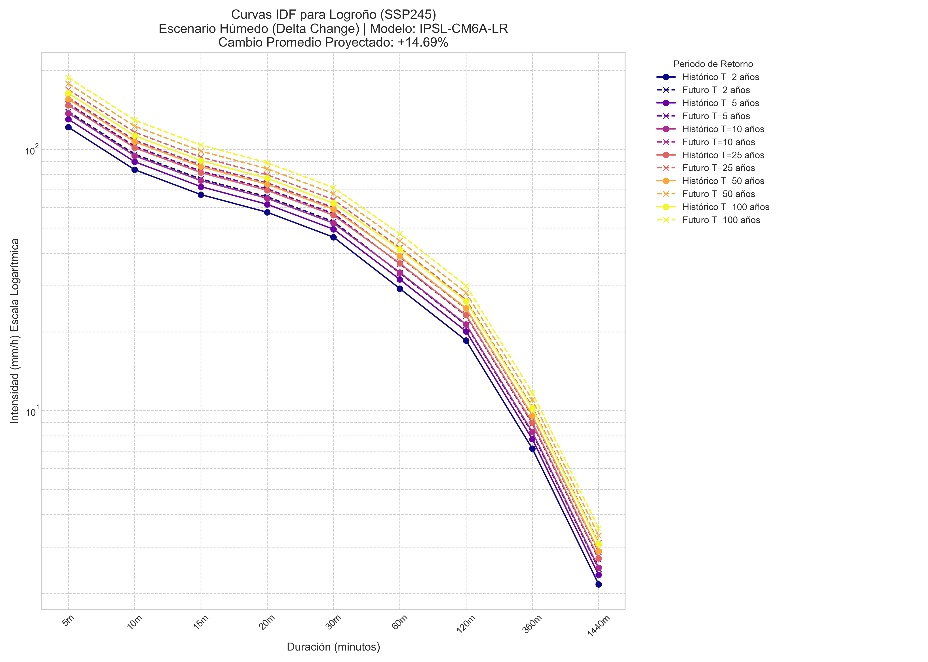 Curvas IDF para Logroño (SSP245)
Escenario Húmedo (Delta Change) | Modelo: IPSL-CM6A-LR
Cambio Promedio Proyectado: +14.69%
Periodo de Retorno
Histórico T 2 años
Futuro T 2 años
Histórico T 5 años
Futuro T 5 años
Histórico T=10 años
Futuro T=10 años
Histórico T=25 años
Futuro T=25 años
Histórico T 50 años
Futuro T 50 años
Histórico T 100 años
Futuro T 100 años
Intensidad (mm/h) Escala Logarítmica
10²
10¹
5m
10m
15m
20m
30m
60m
120m
360m
1440m
Duración (minutos)